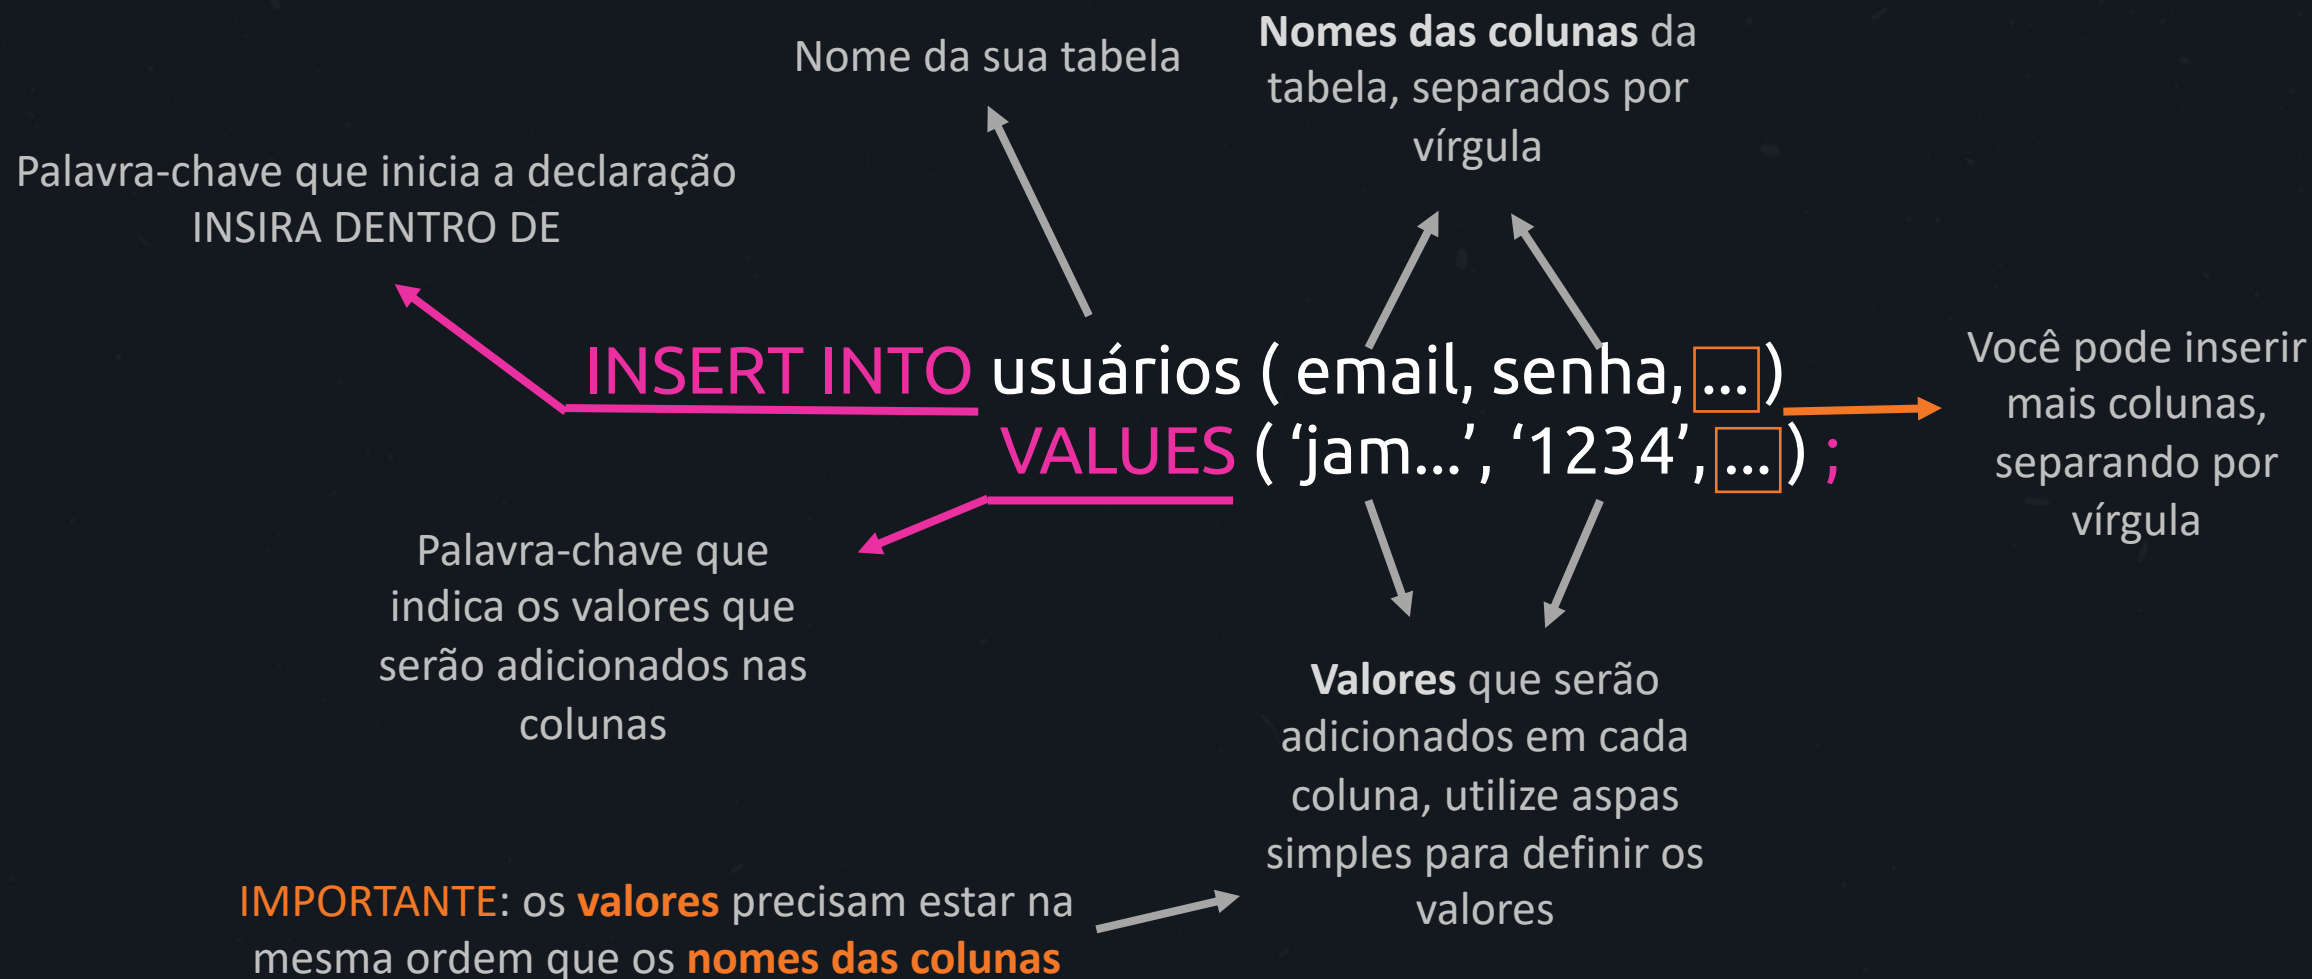 Nome da sua tabela
Nomes das colunas da
tabela, separados por
vírgula
Palavra-chave que inicia a declaração
INSIRA DENTRO DE
INSERT INTO usuários ( email, senha, ... )
VALUES ( ‘jam...’, ‘1234’, ... ) ;
Você pode inserir
mais colunas,
separando por
vírgula
Palavra-chave que
indica os valores que
serão adicionados nas
colunas
Valores que serão
adicionados em cada
coluna, utilize aspas
simples para definir os
valores
IMPORTANTE: os valores precisam estar na
mesma ordem que os nomes das colunas